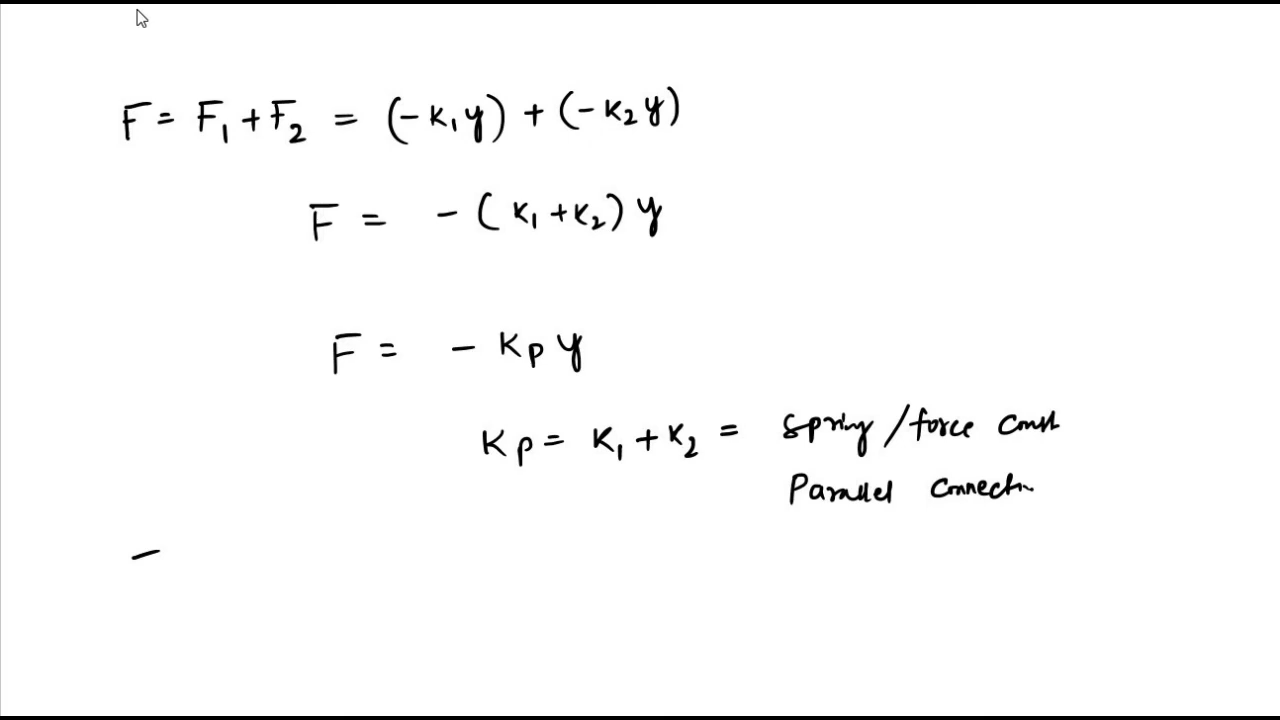 F = F₁ + F₂ = (-K₁y) + (-K₂y)
F = - (K₁ + K₂) y
F = - Kp y
Kp = K₁ + K₂ = Spring / force const
Parallel Connectn